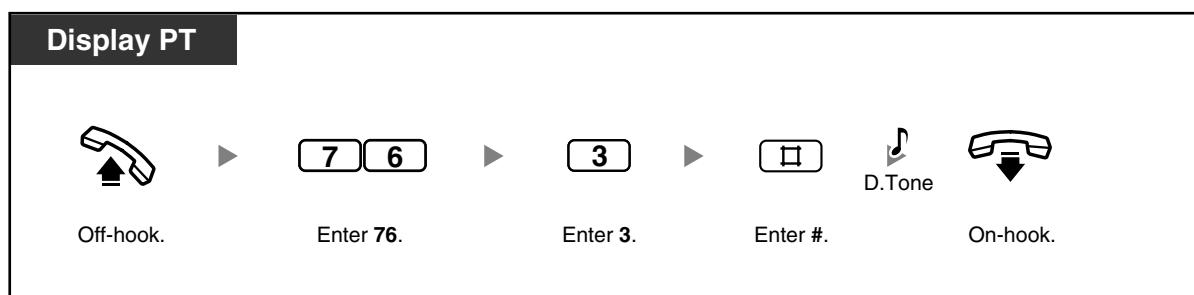 Display PT
7 6 3 #
D.Tone
Off-hook. Enter 76. Enter 3. Enter #. On-hook.